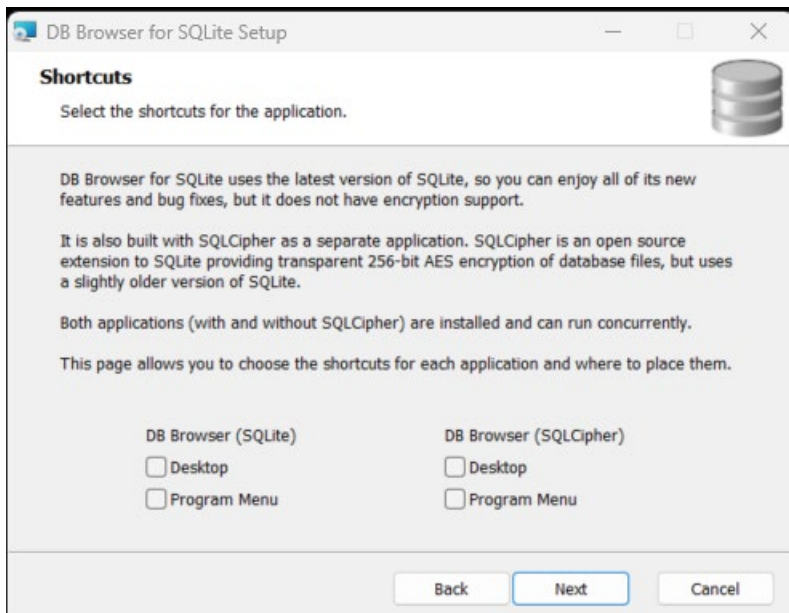 DB Browser for SQLite Setup
Shortcuts
Select the shortcuts for the application.
DB Browser for SQLite uses the latest version of SQLite, so you can enjoy all of its new
features and bug fixes, but it does not have encryption support.
It is also built with SQLCipher as a separate application. SQLCipher is an open source
extension to SQLite providing transparent 256-bit AES encryption of database files, but uses
a slightly older version of SQLite.
Both applications (with and without SQLCipher) are installed and can run concurrently.
This page allows you to choose the shortcuts for each application and where to place them.
DB Browser (SQLite) DB Browser (SQLCipher)
Desktop Desktop
Program Menu Program Menu
Back Next Cancel